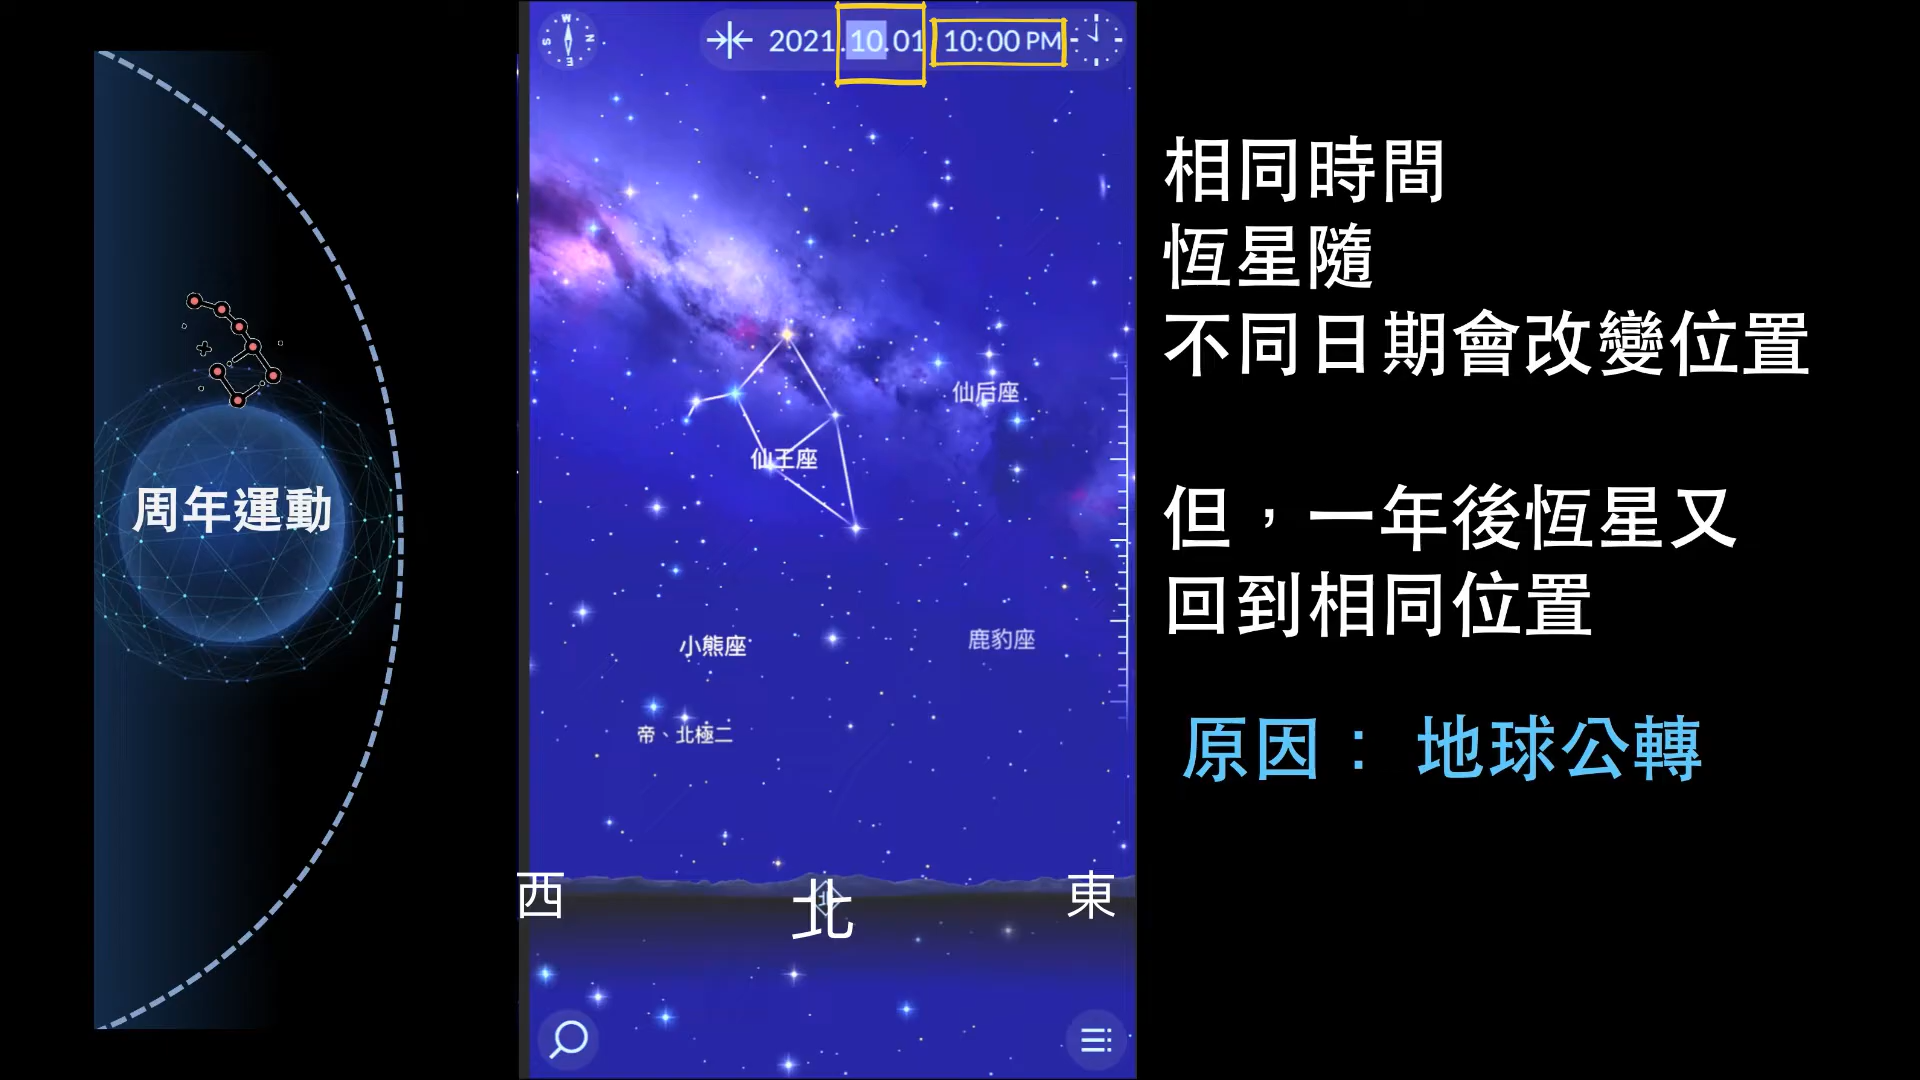 W
S N
E
2021.10.01 10:00 PM
相同時間
恆星隨
不同日期會改變位置
仙后座
仙王座
周年運動
但，一年後恆星又
回到相同位置
小熊座
鹿豹座
帝、北極二
原因： 地球公轉
西 北 東
北